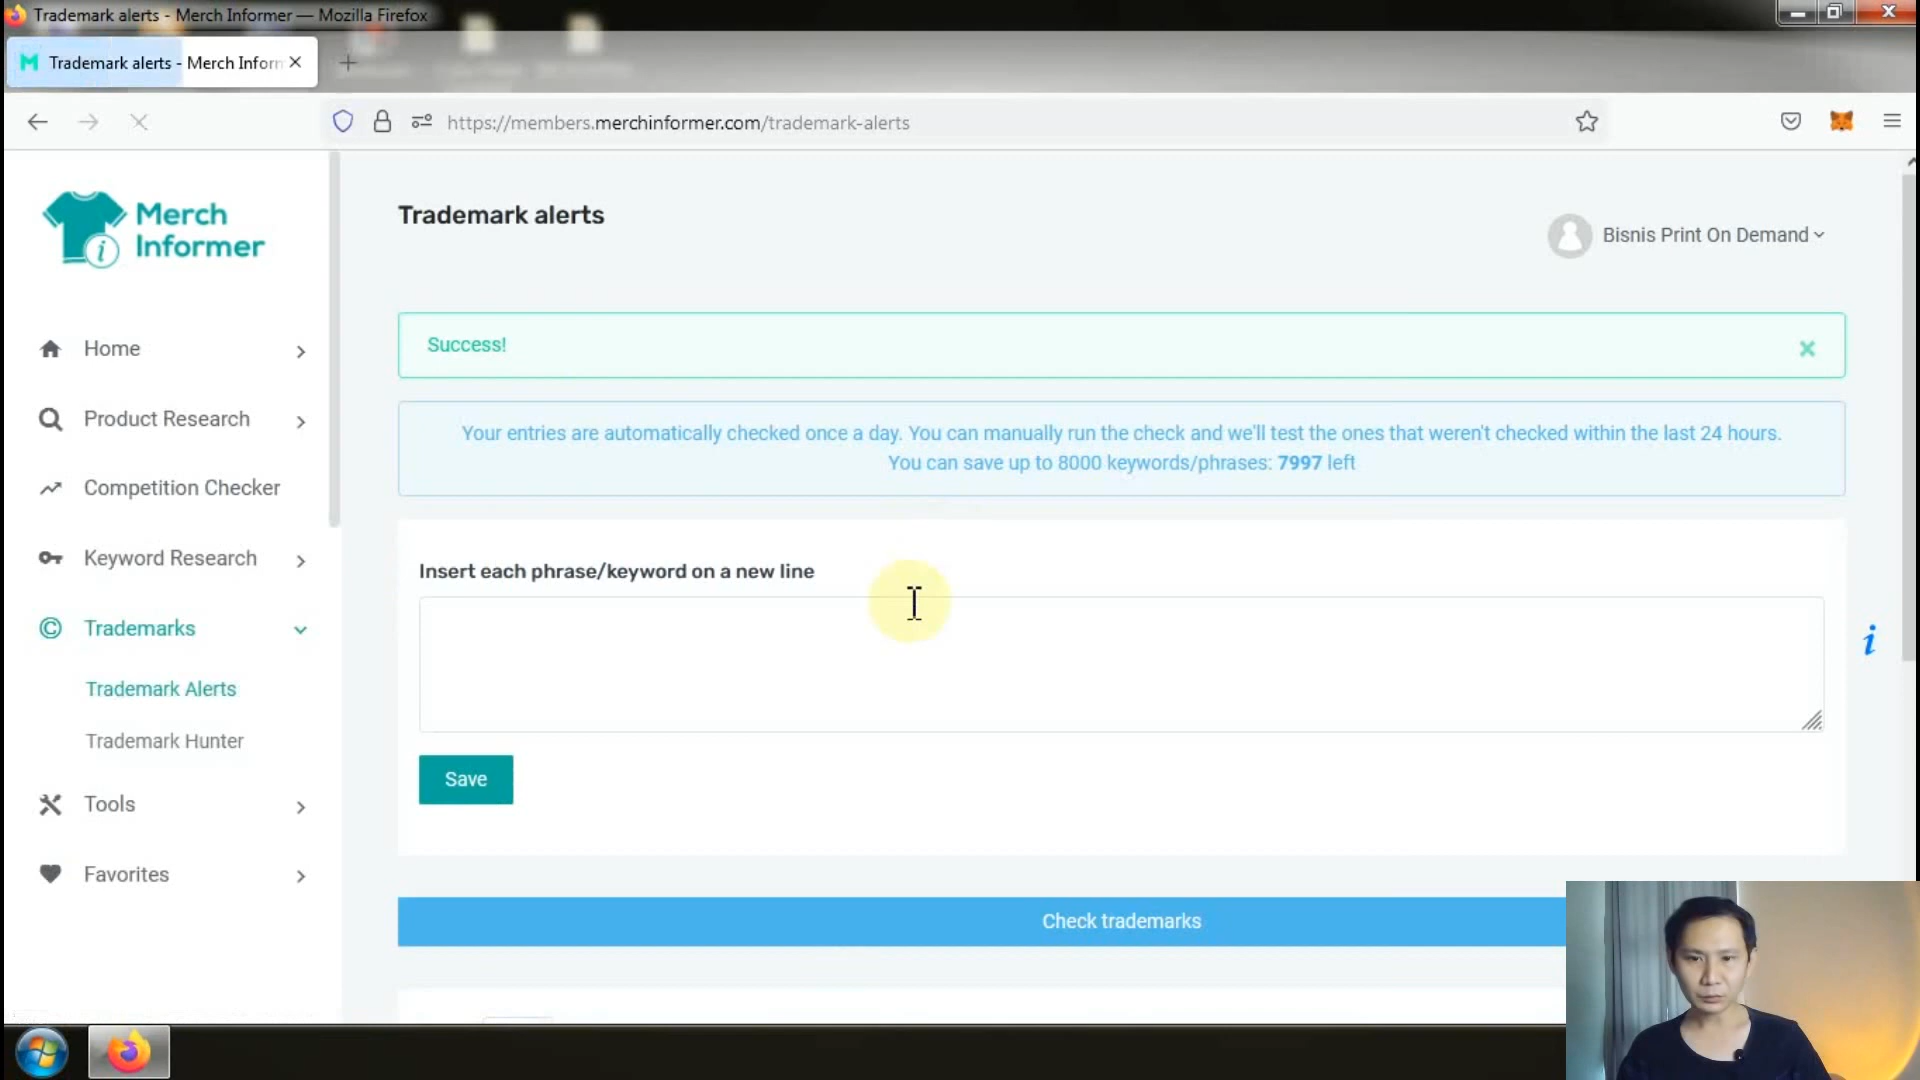 Trademark alerts - Merch Informer — Mozilla Firefox
Trademark alerts - Merch Inform
https://members.merchinformer.com/trademark-alerts
Merch
Informer
Trademark alerts
Bisnis Print On Demand
Success!
Your entries are automatically checked once a day. You can manually run the check and we'll test the ones that weren't checked within the last 24 hours.
You can save up to 8000 keywords/phrases: 7997 left
Home
Product Research
Competition Checker
Keyword Research
Trademarks
Trademark Alerts
Trademark Hunter
Tools
Favorites
Insert each phrase/keyword on a new line
Save
Check trademarks